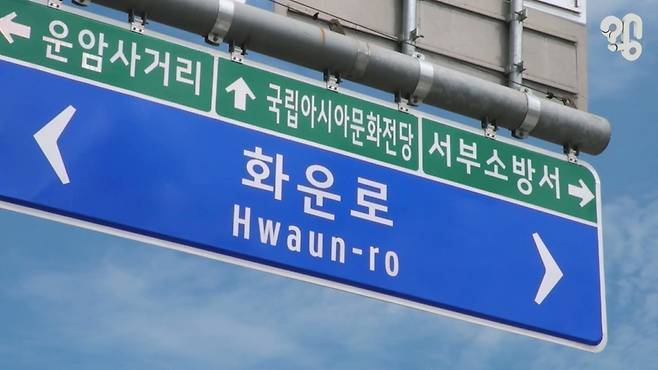 운암사거리
국립아시아문화전당
서부소방서
화운로
Hwaun-ro